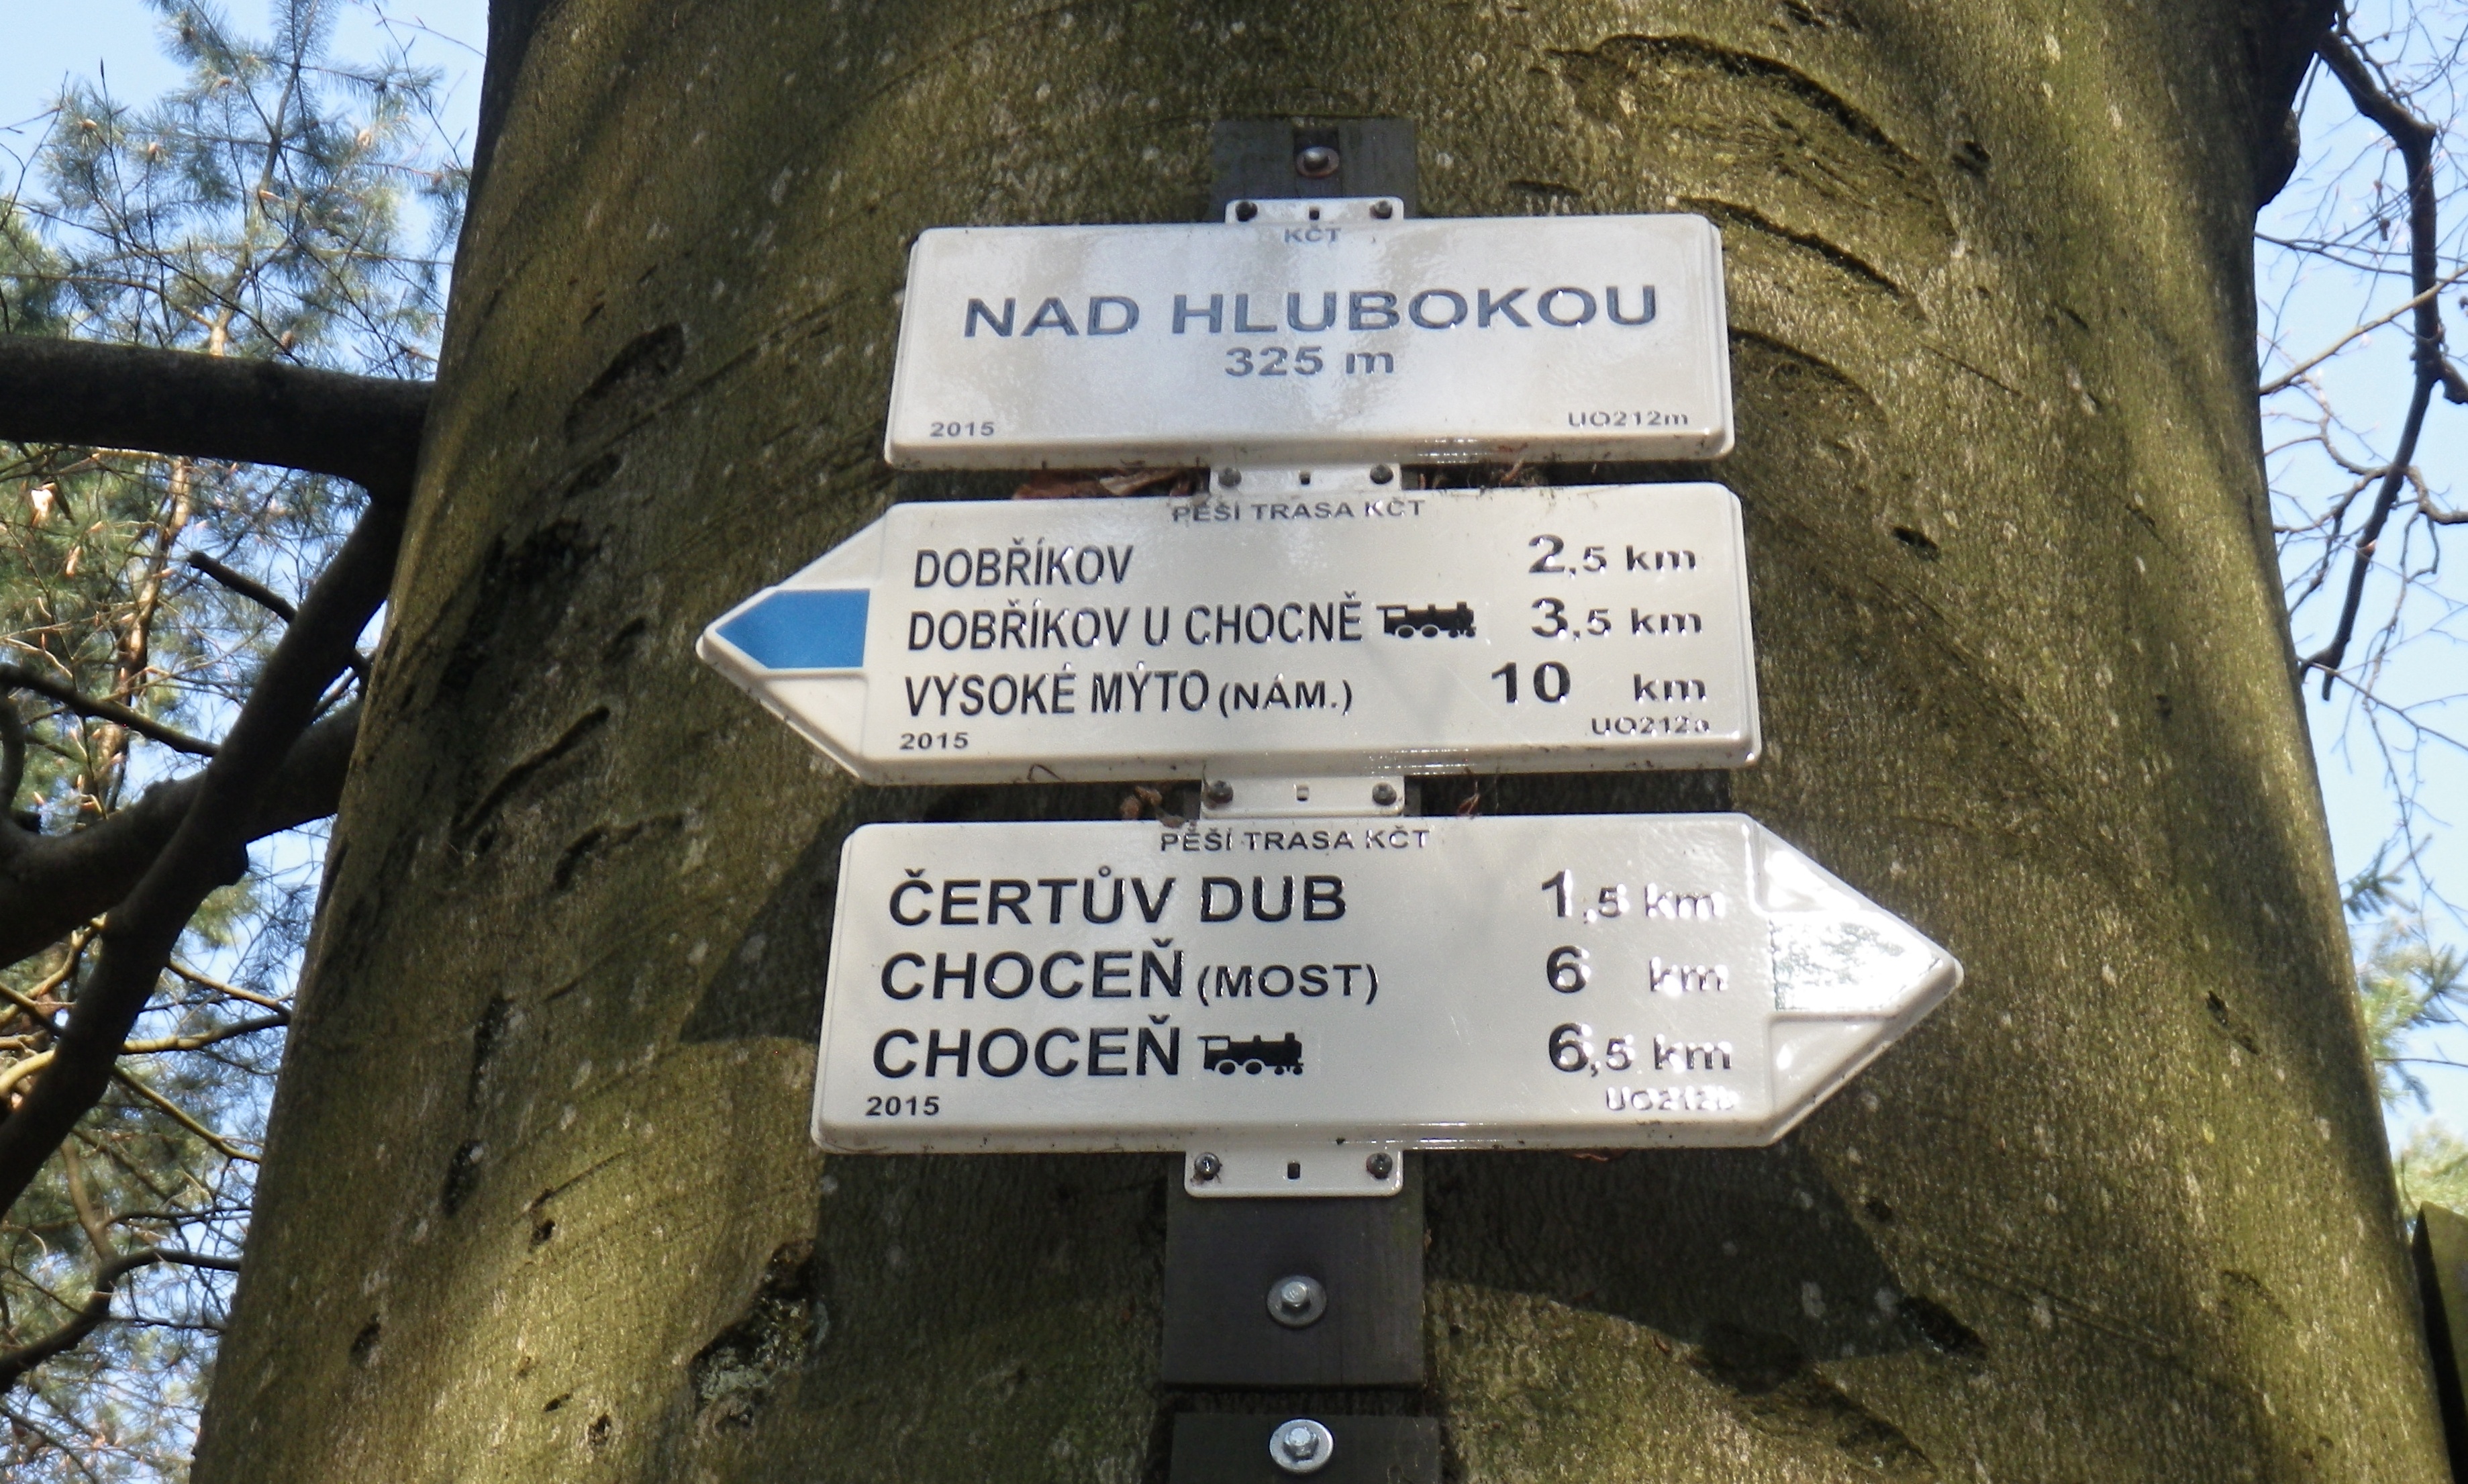 KČT
NAD HLUBOKOU
325 m
2015 UO212m
PĚŠÍ TRASA KČT
DOBŘÍKOV 2,5 km
DOBŘÍKOV U CHOCNĚ 3,5 km
VYSOKÉ MÝTO (NÁM.) 10 km
2015 UO212a
PĚŠÍ TRASA KČT
ČERTŮV DUB 1,5 km
CHOCEŇ (MOST) 6 km
CHOCEŇ 6,5 km
2015 UO212b